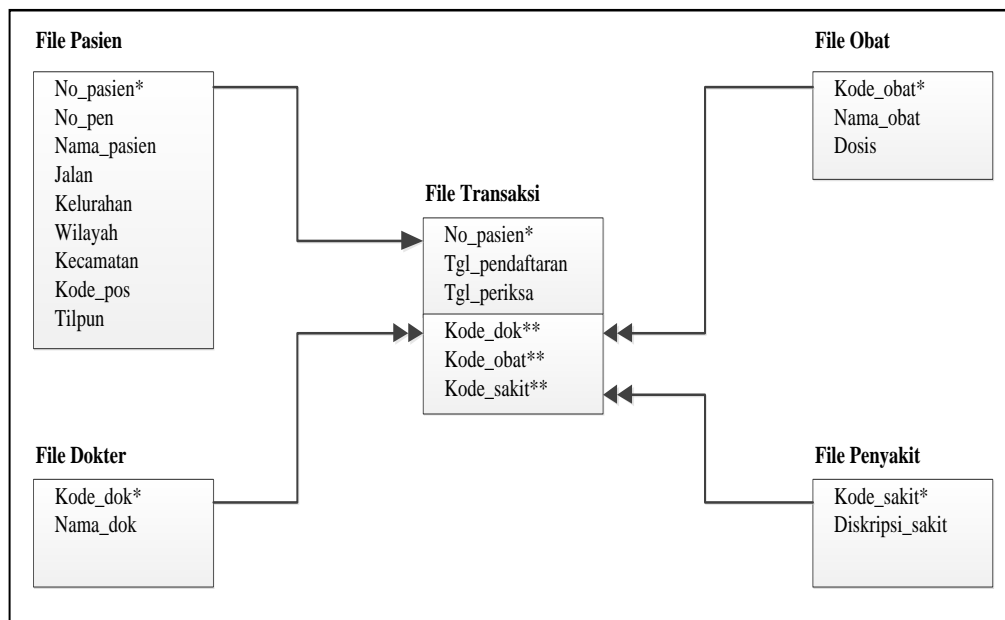 File Pasien
No_pasien*
No_pen
Nama_pasien
Jalan
Kelurahan
Wilayah
Kecamatan
Kode_pos
Tilpun
File Obat
Kode_obat*
Nama_obat
Dosis
File Transaksi
No_pasien*
Tgl_pendaftaran
Tgl_periksa
Kode_dok**
Kode_obat**
Kode_sakit**
File Dokter
Kode_dok*
Nama_dok
File Penyakit
Kode_sakit*
Diskripsi_sakit